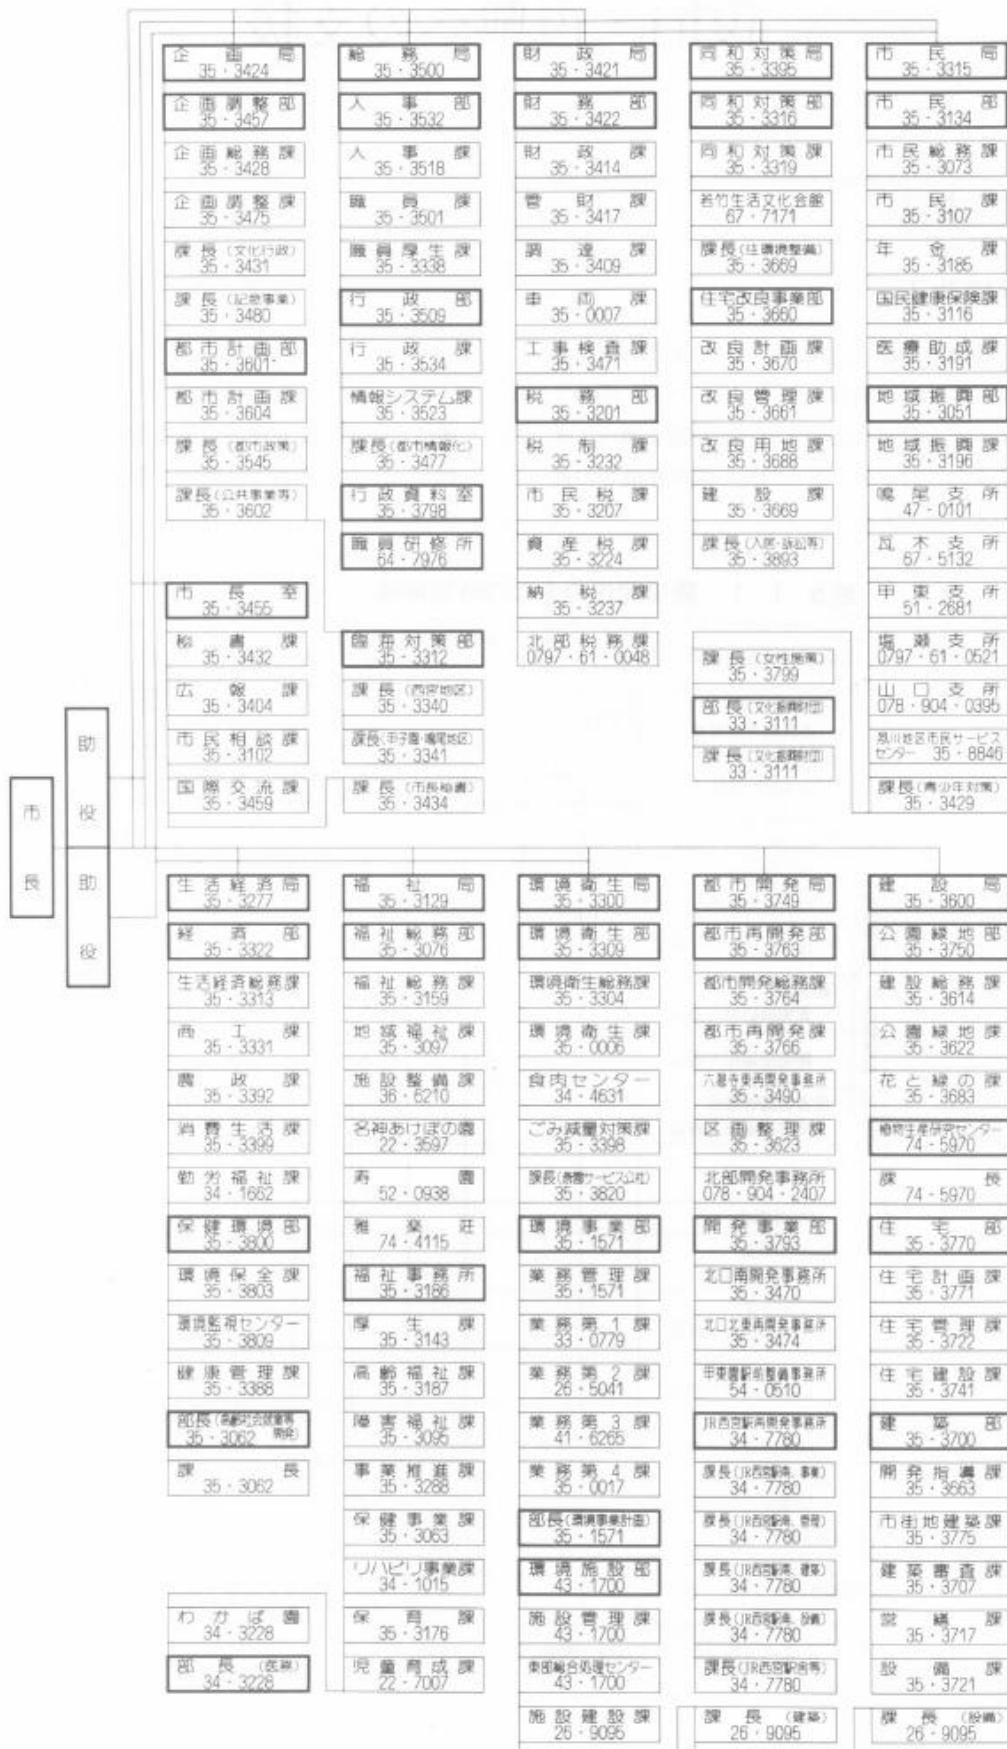 企画局
35・3424
企画調整部
35・3457
企画総務課
35・3428
企画調整課
35・3475
課長(文化行政)
35・3431
課長(記念事業)
35・3480
都市計画部
35・3601
都市計画課
35・3604
課長(都市政策)
35・3545
課長(公共事業等)
35・3602
市長室
35・3455
秘書課
35・3432
広報課
35・3404
市民相談課
35・3102
国際交流課
35・3459
総務局
35・3500
人事部
35・3532
人事課
35・3518
職員課
35・3501
職員厚生課
35・3338
行政部
35・3509
行政課
35・3534
情報システム課
35・3523
課長(都市情報化)
35・3477
行政資料室
35・3798
職員研修所
64・7976
臨海対策部
35・3312
課長(西宮地区)
35・3340
課長(甲子園・鳴尾地区)
35・3341
課長(市長秘書)
35・3434
財政局
35・3421
財務部
35・3422
財政課
35・3414
管財課
35・3417
調達課
35・3409
車両課
35・0007
工事検査課
35・3471
税務部
35・3201
税制課
35・3232
市民税課
35・3207
資産税課
35・3224
納税課
35・3237
北部税務課
0797・61・0048
同和対策局
35・3395
同和対策部
35・3316
同和対策課
35・3319
若竹生活文化会館
67・7171
課長(住環境整備)
35・3669
住宅改良事業部
35・3660
改良計画課
35・3670
改良管理課
35・3661
改良用地課
35・3688
建設課
35・3669
課長(入居・訴訟等)
35・3893
課長(女性施策)
35・3799
部長(文化振興財団)
33・3111
課長(文化振興財団)
33・3111
市民局
35・3315
市民部
35・3134
市民総務課
35・3073
市民課
35・3107
年金課
35・3185
国民健康保険課
35・3116
医療助成課
35・3191
地域振興部
35・3051
地域振興課
35・3196
鳴尾支所
47・0101
瓦木支所
67・5132
甲東支所
51・2681
塩瀬支所
0797・61・0521
山口支所
078・904・0395
夙川地区市民サービス
センター 35・8846
課長(青少年対策)
35・3429
市長
助役
助役
生活経済局
35・3277
経済部
35・3322
生活経済総務課
35・3313
商工課
35・3331
農政課
35・3392
消費生活課
35・3399
勤労福祉課
34・1662
保健環境部
35・3800
環境保全課
35・3803
環境監視センター
35・3809
健康管理課
35・3388
部長(高齢社会就業等開発)
35・3062
課長
35・3062
わかば園
34・3228
部長(医療)
34・3228
福祉局
35・3129
福祉総務部
35・3076
福祉総務課
35・3159
地域福祉課
35・3097
施設整備課
36・6210
名神あけぼの園
22・3597
寿園
52・0938
雅楽荘
74・4115
福祉事務所
35・3186
厚生課
35・3143
高齢福祉課
35・3187
障害福祉課
35・3095
事業推進課
35・3288
保健事業課
35・3063
リハビリ事業課
34・1015
保育課
35・3176
児童育成課
22・7007
環境衛生局
35・3300
環境衛生部
35・3309
環境衛生総務課
35・3304
環境衛生課
35・0006
食肉センター
34・4631
ごみ減量対策課
35・3398
課長(斎園サービス公社)
35・3820
環境事業部
35・1571
業務管理課
35・1571
業務第1課
33・0779
業務第2課
26・5041
業務第3課
41・6265
業務第4課
35・0017
部長(環境事業計画)
35・1571
環境施設部
43・1700
施設管理課
43・1700
東部総合処理センター
43・1700
施設建設課
26・9095
都市開発局
35・3749
都市再開発部
35・3763
都市開発総務課
35・3764
都市再開発課
35・3766
六湛寺東再開発事務所
35・3490
区画整理課
35・3623
北部開発事務所
078・904・2407
開発事業部
35・3793
北口南開発事務所
35・3470
北口北東再開発事務所
35・3474
甲東園駅前整備事務所
54・0510
JR西宮駅南再開発事務所
34・7780
課長(JR西宮駅南、事業)
34・7780
課長(JR西宮駅南、管理)
34・7780
課長(JR西宮駅南、建築)
34・7780
課長(JR西宮駅南、設備)
34・7780
課長(JR西宮駅舎等)
34・7780
課長(建築)
26・9095
建設局
35・3600
公園緑地部
35・3750
建設総務課
35・3614
公園緑地課
35・3622
花と緑の課
35・3683
植物生産研究センター
74・5970
課長
74・5970
住宅部
35・3770
住宅計画課
35・3771
住宅管理課
35・3722
住宅建設課
35・3741
建築部
35・3700
開発指導課
35・3663
市街地建築課
35・3775
建築審査課
35・3707
営繕課
35・3717
設備課
35・3721
課長(設備)
26・9095